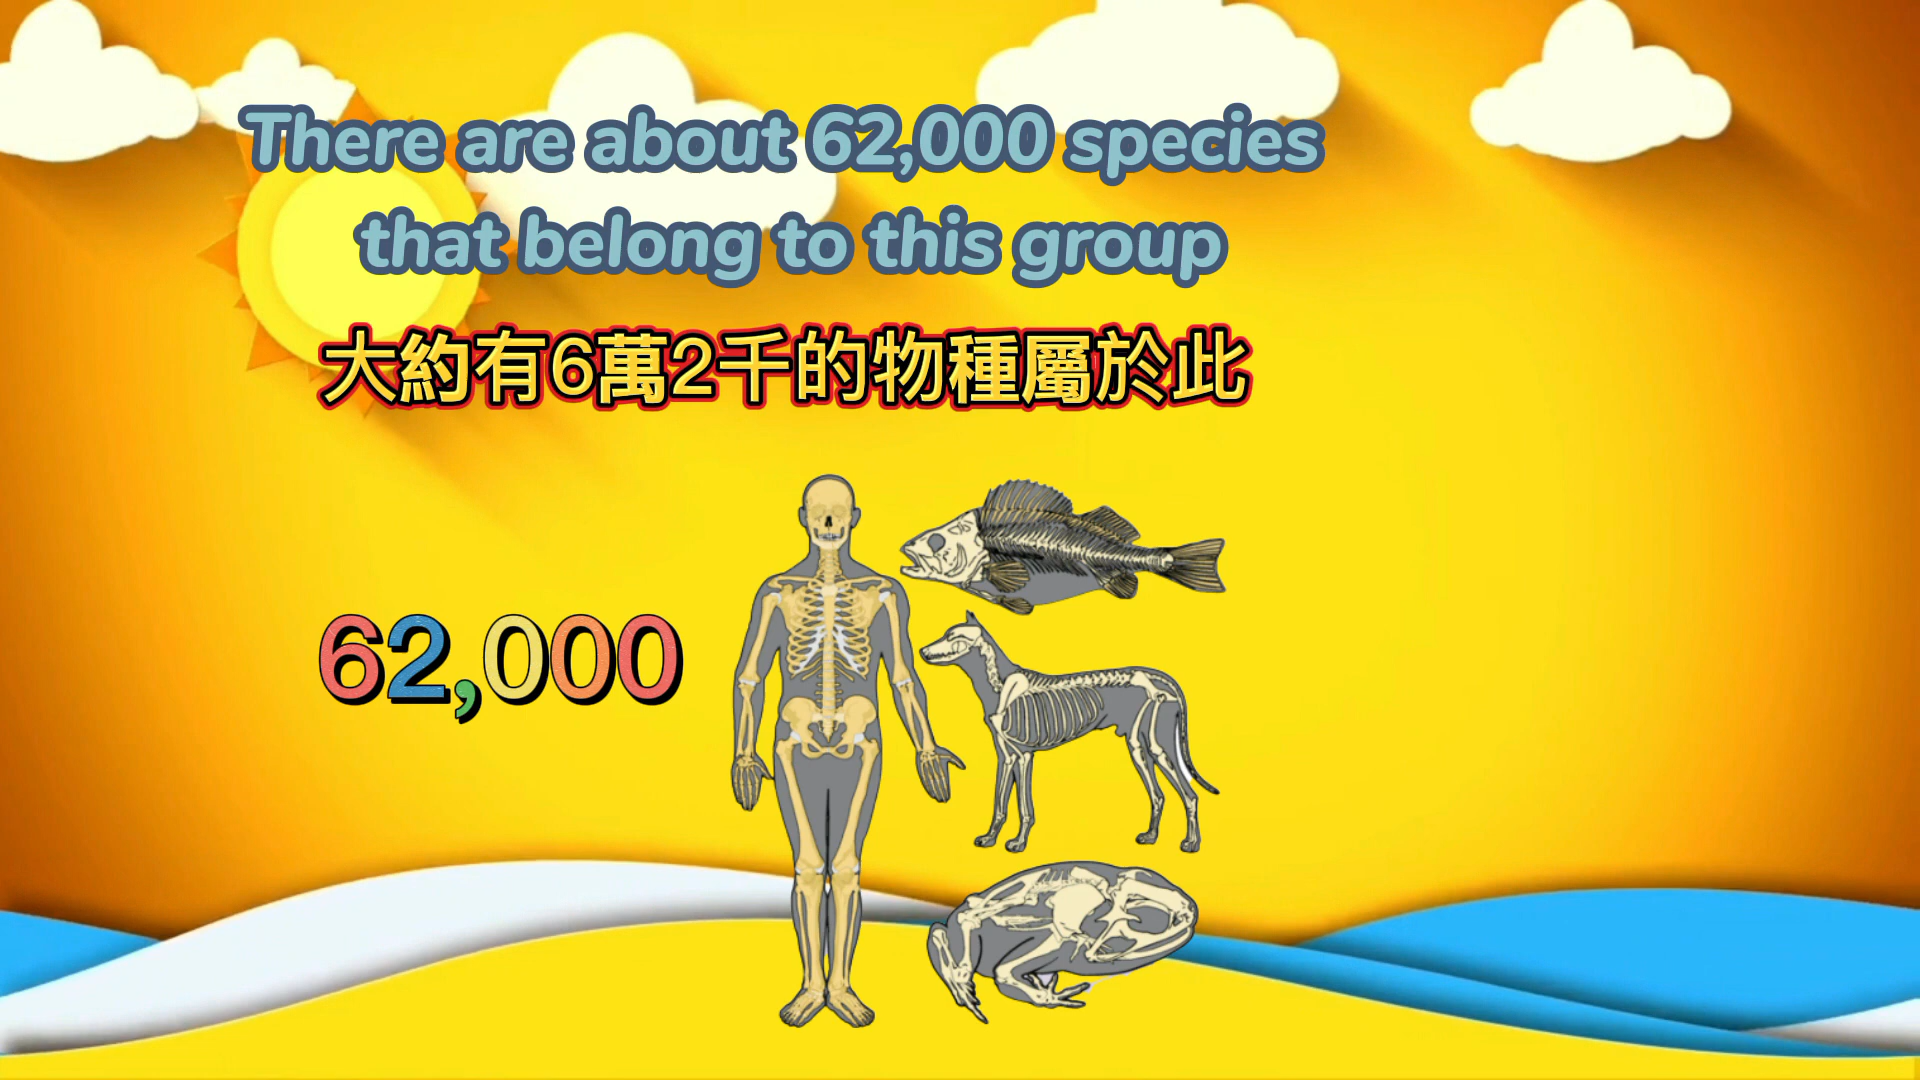 There are about 62,000 species
that belong to this group
大約有6萬2千的物種屬於此
62,000